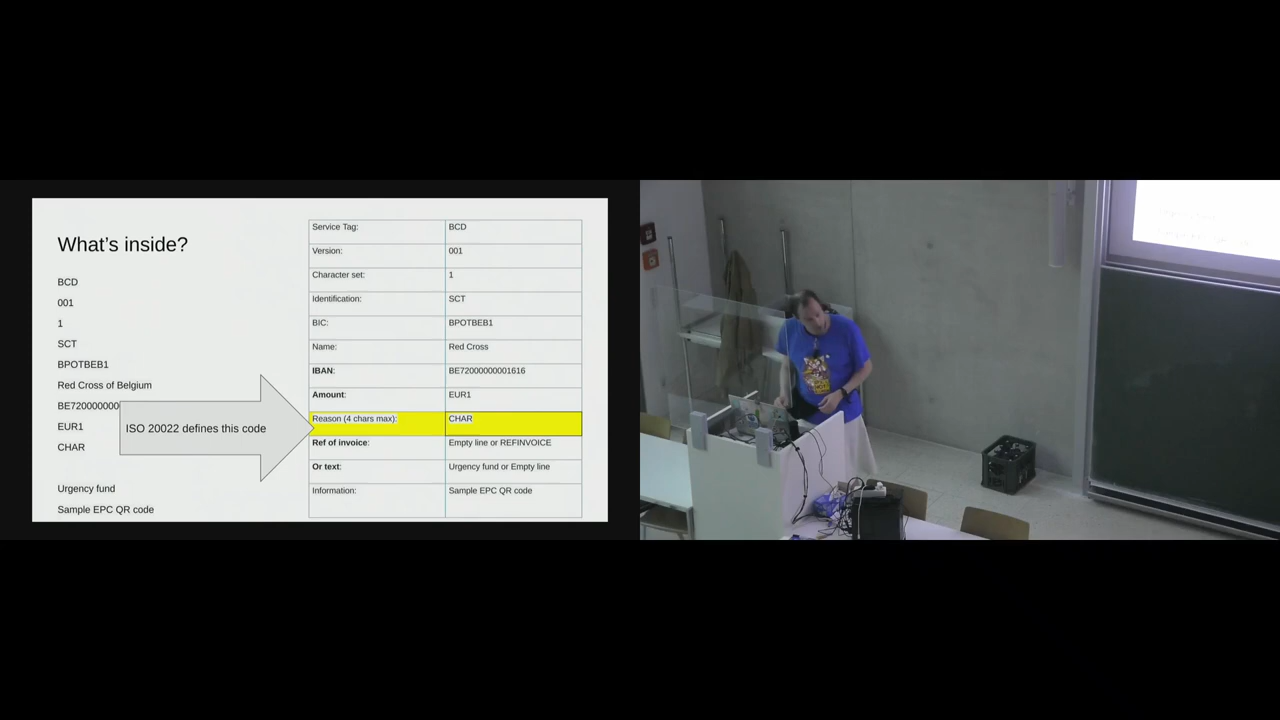 What's inside?
BCD
001
1
SCT
BPOTBEB1
Red Cross of Belgium
BE720000000
EUR1
CHAR
Urgency fund
Sample EPC QR code
ISO 20022 defines this code
Service Tag: BCD
Version: 001
Character set: 1
Identification: SCT
BIC: BPOTBEB1
Name: Red Cross
IBAN: BE72000000001616
Amount: EUR1
Reason (4 chars max): CHAR
Ref of invoice: Empty line or REFINVOICE
Or text: Urgency fund or Empty line
Information: Sample EPC QR code